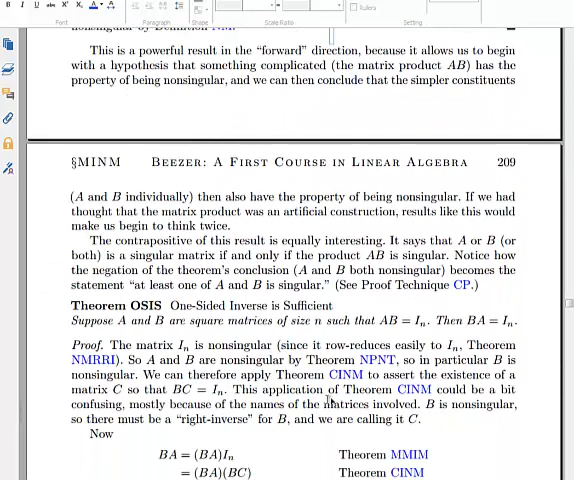 Font
Paragraph
Shape
Scale Ratio
Rulers
Setting
nonsingular by Definition NM.
This is a powerful result in the “forward” direction, because it allows us to begin
with a hypothesis that something complicated (the matrix product AB) has the
property of being nonsingular, and we can then conclude that the simpler constituents
§MINM Beezer: A First Course in Linear Algebra 209
(A and B individually) then also have the property of being nonsingular. If we had
thought that the matrix product was an artificial construction, results like this would
make us begin to think twice.
The contrapositive of this result is equally interesting. It says that A or B (or
both) is a singular matrix if and only if the product AB is singular. Notice how
the negation of the theorem’s conclusion (A and B both nonsingular) becomes the
statement “at least one of A and B is singular.” (See Proof Technique CP.)
Theorem OSIS One-Sided Inverse is Sufficient
Suppose A and B are square matrices of size n such that AB = Iₙ. Then BA = Iₙ.
Proof. The matrix Iₙ is nonsingular (since it row-reduces easily to Iₙ, Theorem
NMRRI). So A and B are nonsingular by Theorem NPNT, so in particular B is
nonsingular. We can therefore apply Theorem CINM to assert the existence of a
matrix C so that BC = Iₙ. This application of Theorem CINM could be a bit
confusing, mostly because of the names of the matrices involved. B is nonsingular,
so there must be a “right-inverse” for B, and we are calling it C.
Now
BA = (BA)Iₙ Theorem MMIM
= (BA)(BC) Theorem CINM